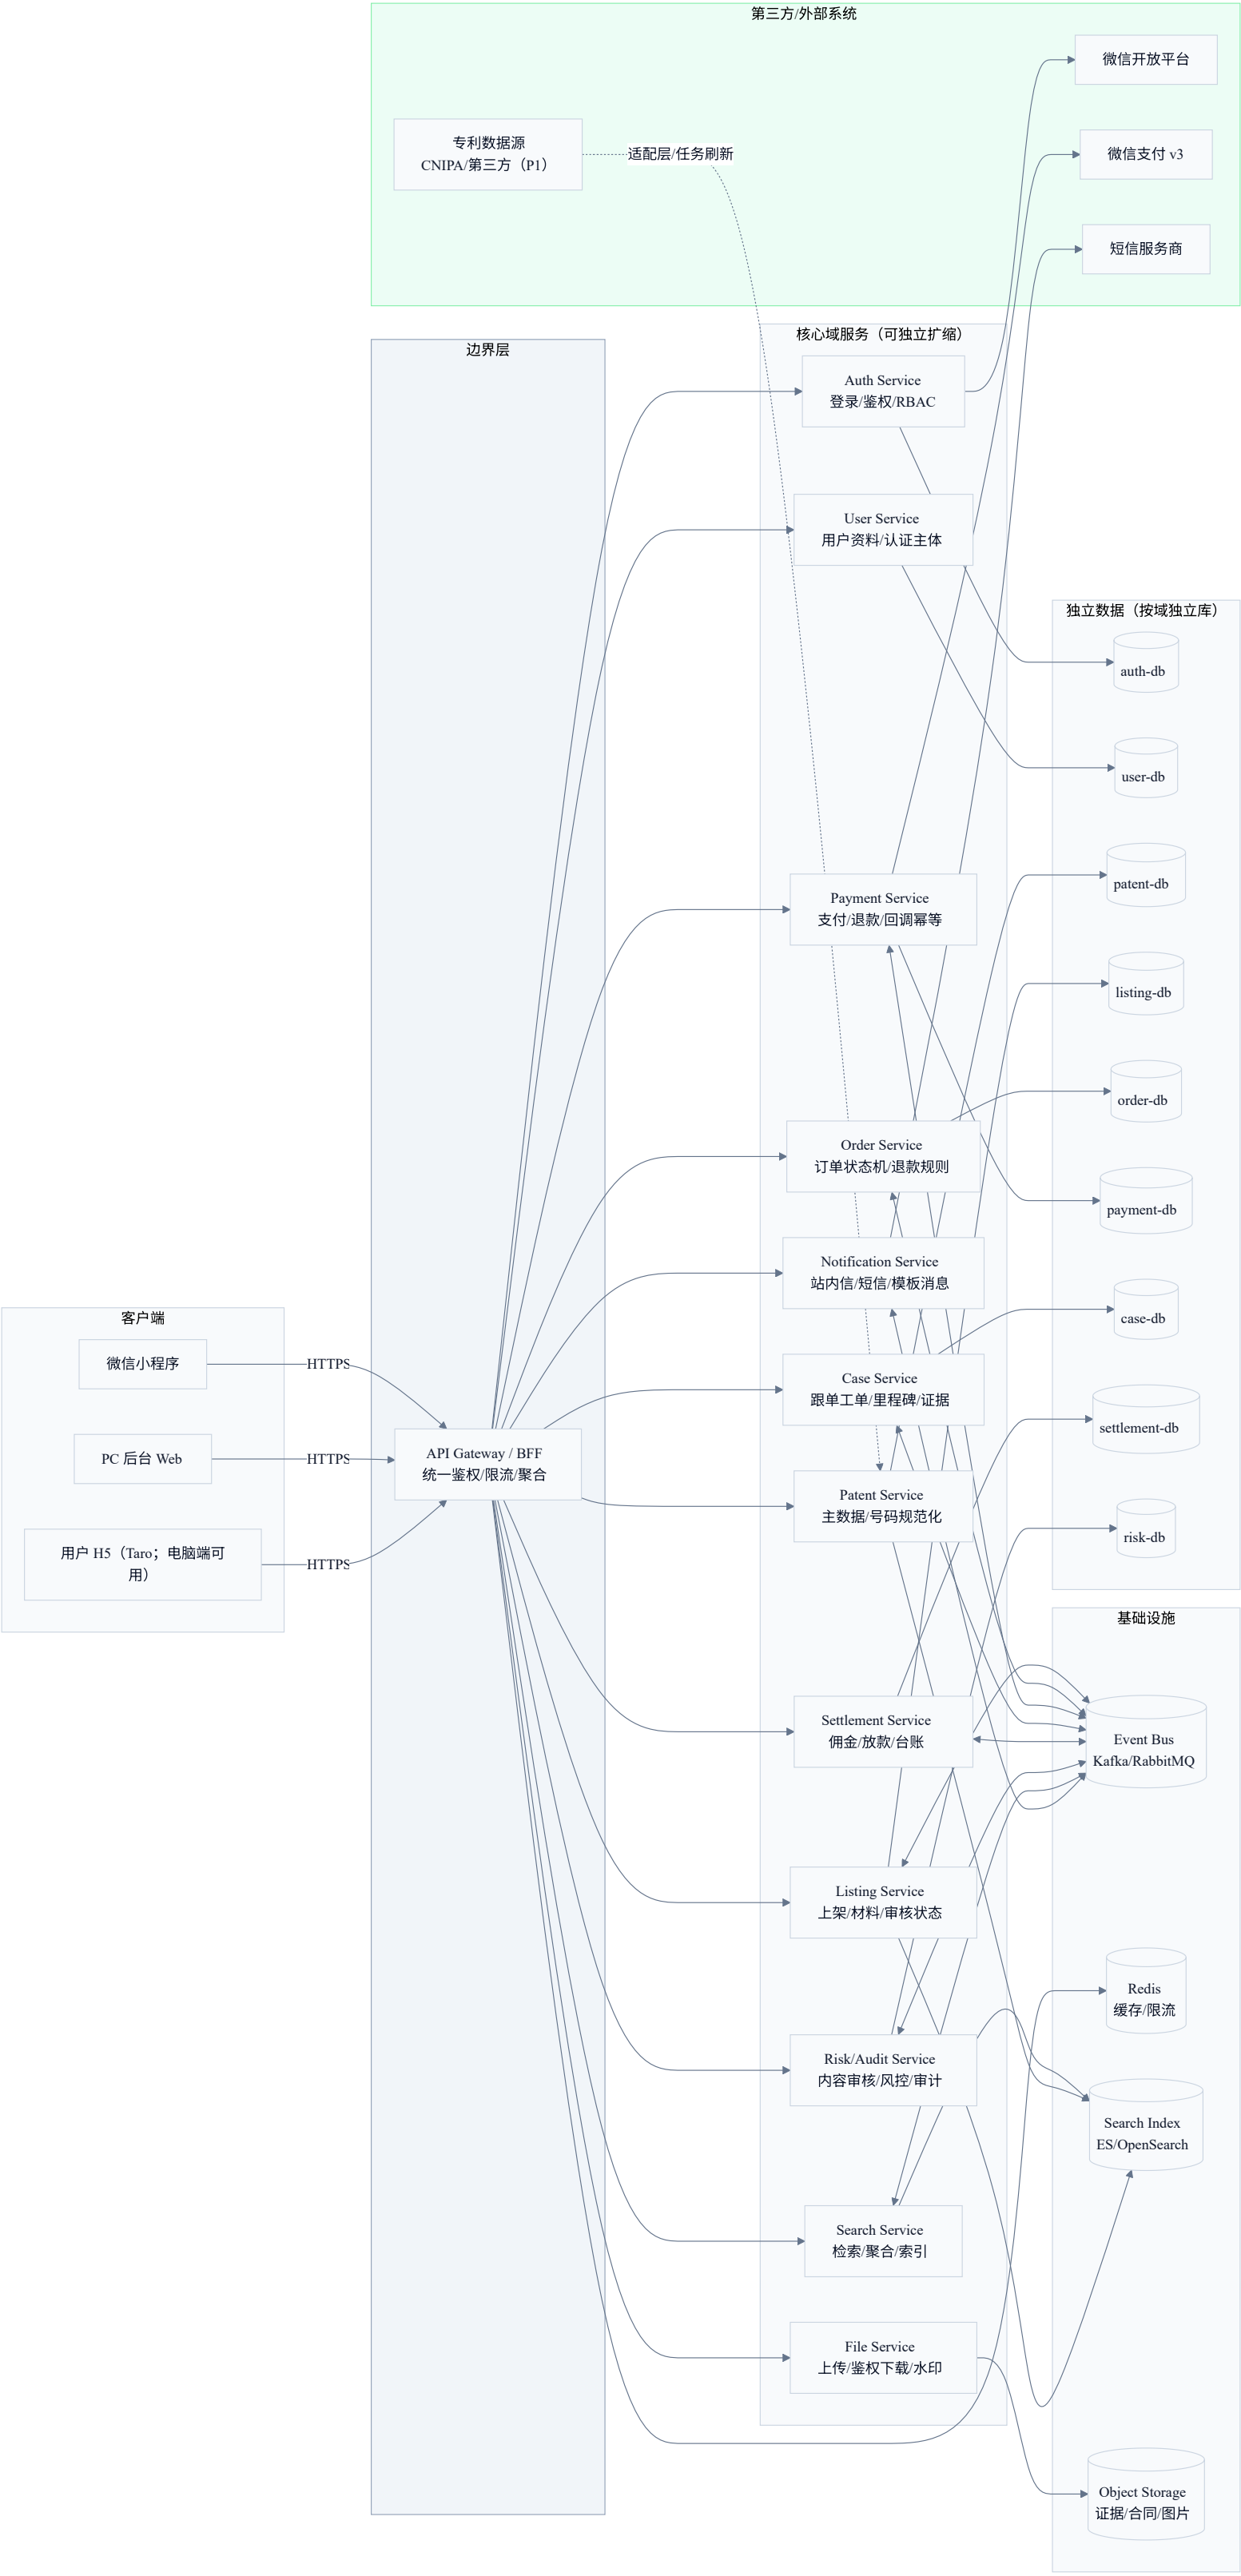 第三方/外部系统
微信开放平台
专利数据源
CNIPA/第三方（P1）
适配层/任务刷新
微信支付 v3
短信服务商
边界层
核心域服务（可独立扩缩）
Auth Service
登录/鉴权/RBAC
User Service
用户资料/认证主体
Payment Service
支付/退款/回调幂等
Order Service
订单状态机/退款规则
Notification Service
站内信/短信/模板消息
Case Service
跟单工单/里程碑/证据
Patent Service
主数据/号码规范化
Settlement Service
佣金/放款/台账
Listing Service
上架/材料/审核状态
Risk/Audit Service
内容审核/风控/审计
Search Service
检索/聚合/索引
File Service
上传/鉴权下载/水印
独立数据（按域独立库）
auth-db
user-db
patent-db
listing-db
order-db
payment-db
case-db
settlement-db
risk-db
客户端
微信小程序
HTTPS
PC 后台 Web
HTTPS
用户 H5（Taro；电脑端可
用）
HTTPS
API Gateway / BFF
统一鉴权/限流/聚合
基础设施
Event Bus
Kafka/RabbitMQ
Redis
缓存/限流
Search Index
ES/OpenSearch
Object Storage
证据/合同/图片